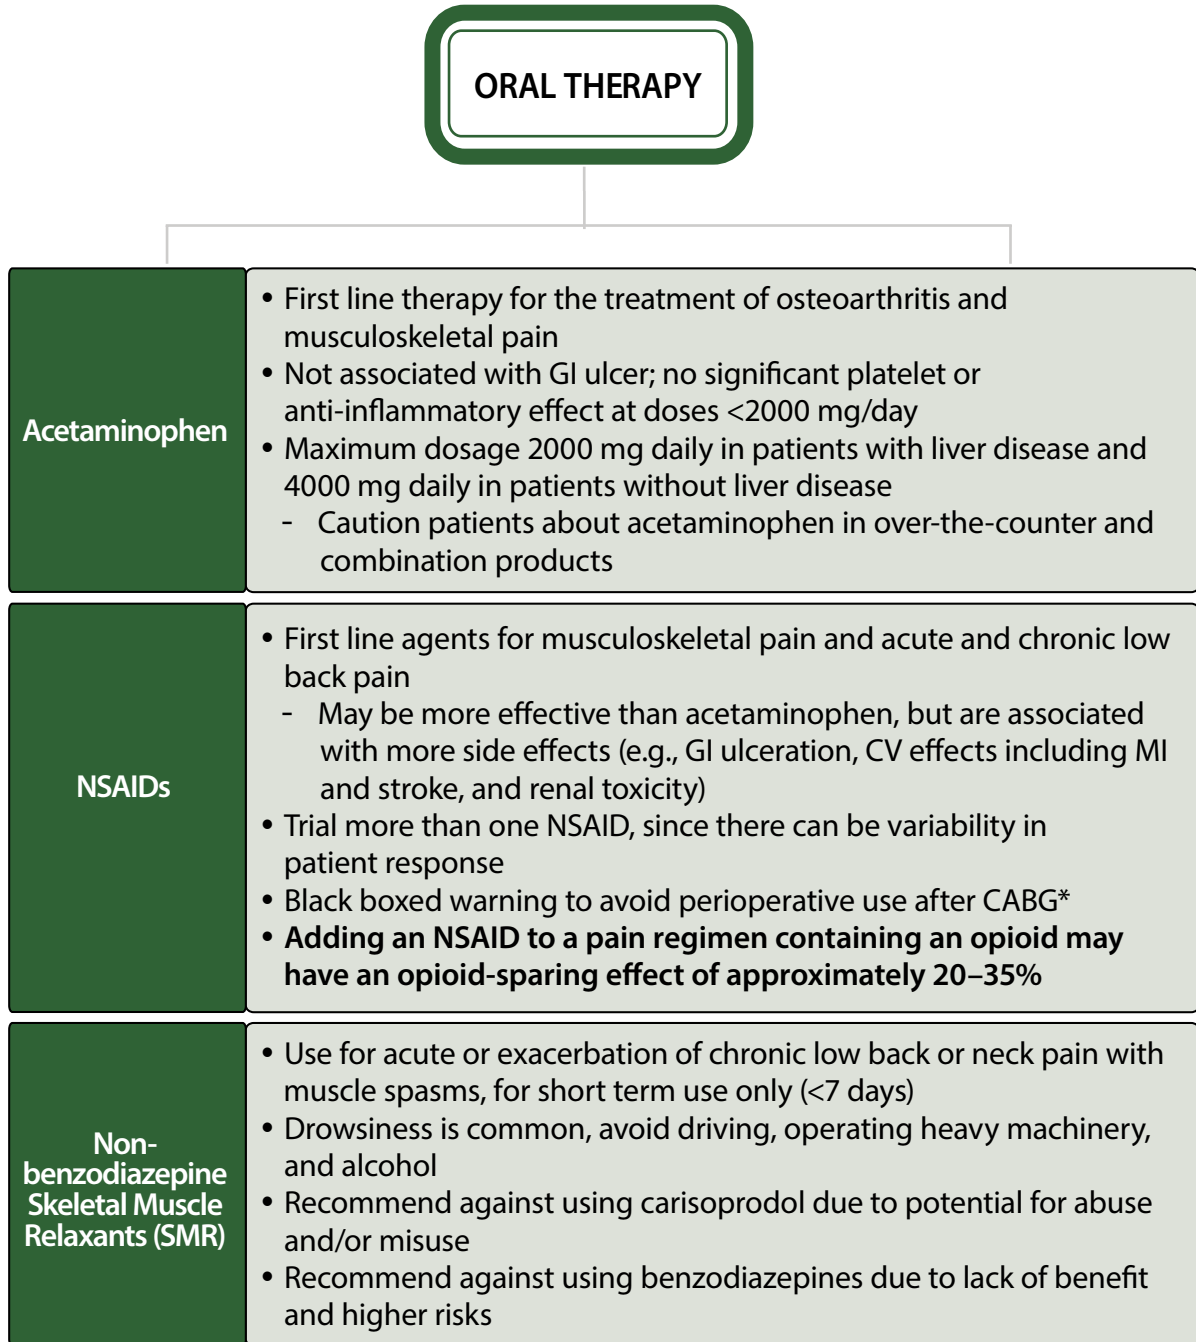 ORAL THERAPY
Acetaminophen
• First line therapy for the treatment of osteoarthritis and
musculoskeletal pain
• Not associated with GI ulcer; no significant platelet or
anti-inflammatory effect at doses <2000 mg/day
• Maximum dosage 2000 mg daily in patients with liver disease and
4000 mg daily in patients without liver disease
- Caution patients about acetaminophen in over-the-counter and
combination products
NSAIDs
• First line agents for musculoskeletal pain and acute and chronic low
back pain
- May be more effective than acetaminophen, but are associated
with more side effects (e.g., GI ulceration, CV effects including MI
and stroke, and renal toxicity)
• Trial more than one NSAID, since there can be variability in
patient response
• Black boxed warning to avoid perioperative use after CABG*
• Adding an NSAID to a pain regimen containing an opioid may
have an opioid-sparing effect of approximately 20–35%
Non-
benzodiazepine
Skeletal Muscle
Relaxants (SMR)
• Use for acute or exacerbation of chronic low back or neck pain with
muscle spasms, for short term use only (<7 days)
• Drowsiness is common, avoid driving, operating heavy machinery,
and alcohol
• Recommend against using carisoprodol due to potential for abuse
and/or misuse
• Recommend against using benzodiazepines due to lack of benefit
and higher risks